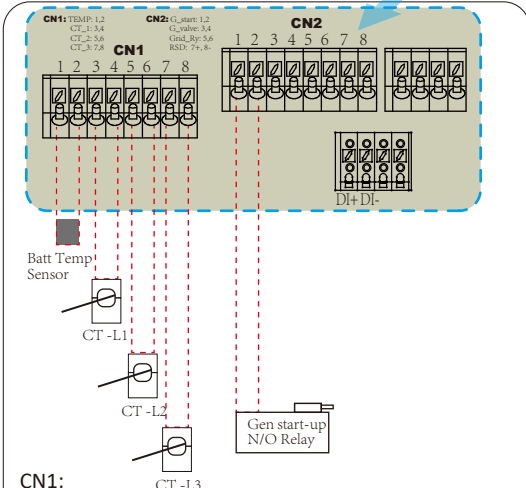 CN1: TEMP: 1,2
CT_1: 3,4
CT_2: 5,6
CT_3: 7,8
CN2: G_start: 1,2
G_valve: 3,4
Grid_Ry: 5,6
RSD: 7+, 8-
CN1
1 2 3 4 5 6 7 8
CN2
1 2 3 4 5 6 7 8
DI+ DI-
Batt Temp
Sensor
CT -L1
CT -L2
CT -L3
Gen start-up
N/O Relay
CN1: